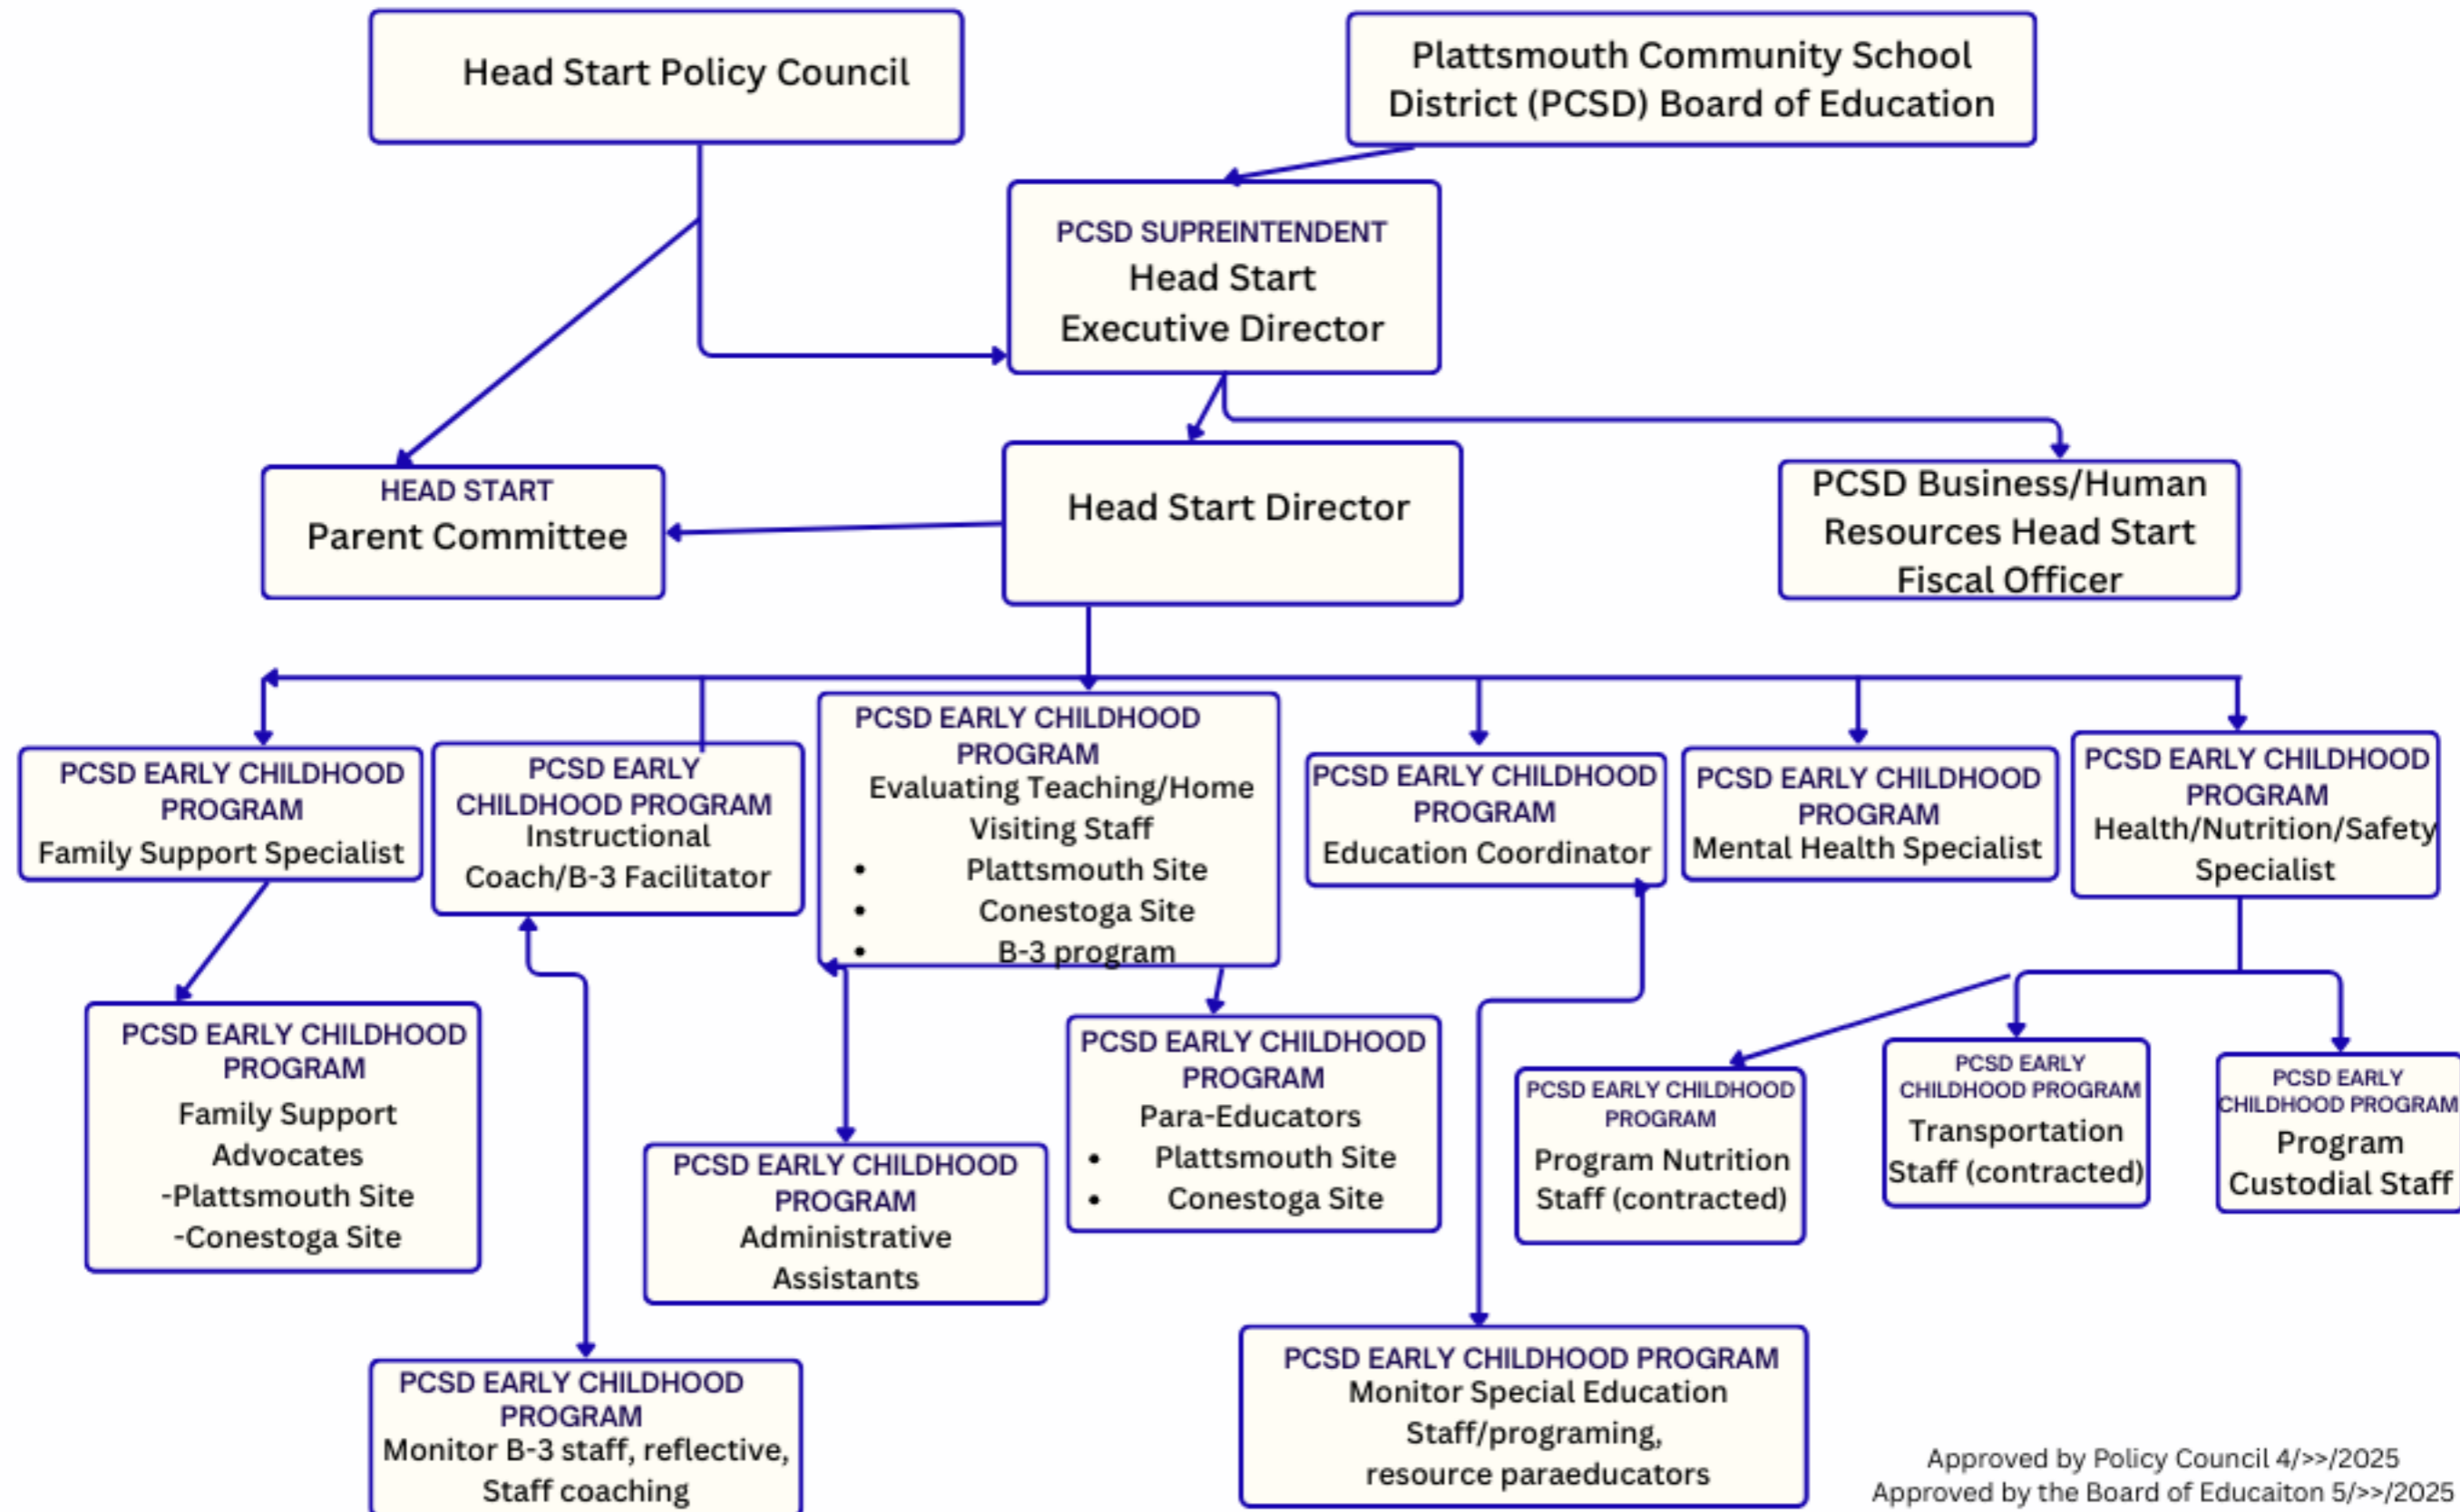 Head Start Policy Council
Plattsmouth Community School
District (PCSD) Board of Education
PCSD SUPREINTENDENT
Head Start
Executive Director
HEAD START
Parent Committee
Head Start Director
PCSD Business/Human
Resources Head Start
Fiscal Officer
PCSD EARLY CHILDHOOD
PROGRAM
Family Support Specialist
PCSD EARLY
CHILDHOOD PROGRAM
Instructional
Coach/B-3 Facilitator
PCSD EARLY CHILDHOOD
PROGRAM
Evaluating Teaching/Home
Visiting Staff
• Plattsmouth Site
• Conestoga Site
• B-3 program
PCSD EARLY CHILDHOOD
PROGRAM
Education Coordinator
PCSD EARLY CHILDHOOD
PROGRAM
Mental Health Specialist
PCSD EARLY CHILDHOOD
PROGRAM
Health/Nutrition/Safety
Specialist
PCSD EARLY CHILDHOOD
PROGRAM
Family Support
Advocates
-Plattsmouth Site
-Conestoga Site
PCSD EARLY CHILDHOOD
PROGRAM
Administrative
Assistants
PCSD EARLY CHILDHOOD
PROGRAM
Para-Educators
• Plattsmouth Site
• Conestoga Site
PCSD EARLY CHILDHOOD
PROGRAM
Program Nutrition
Staff (contracted)
PCSD EARLY
CHILDHOOD PROGRAM
Transportation
Staff (contracted)
PCSD EARLY
CHILDHOOD PROGRAM
Program
Custodial Staff
PCSD EARLY CHILDHOOD
PROGRAM
Monitor B-3 staff, reflective,
Staff coaching
PCSD EARLY CHILDHOOD PROGRAM
Monitor Special Education
Staff/programing,
resource paraeducators
Approved by Policy Council 4/>>/2025
Approved by the Board of Educaiton 5/>>/2025